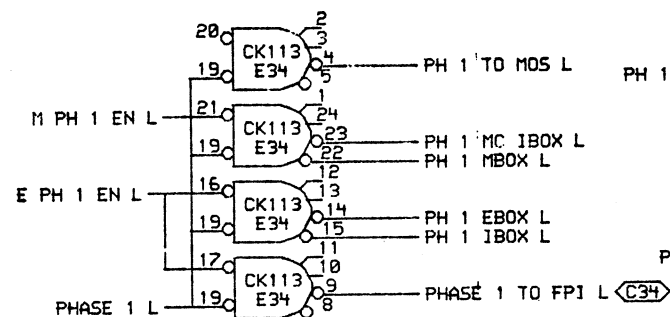 2
20 3
CK113 4 PH 1 TO MOS L PH 1
19 E34 5
1
21 24
M PH 1 EN L CK113 23 PH 1 MC IBOX L
19 E34 22 PH 1 MBOX L
12
E PH 1 EN L 16 13
CK113 14 PH 1 EBOX L
19 E34 15 PH 1 IBOX L
11
17 10 P
CK113 9 PHASE 1 TO FPI L C34
PHASE 1 L 19 E34 8